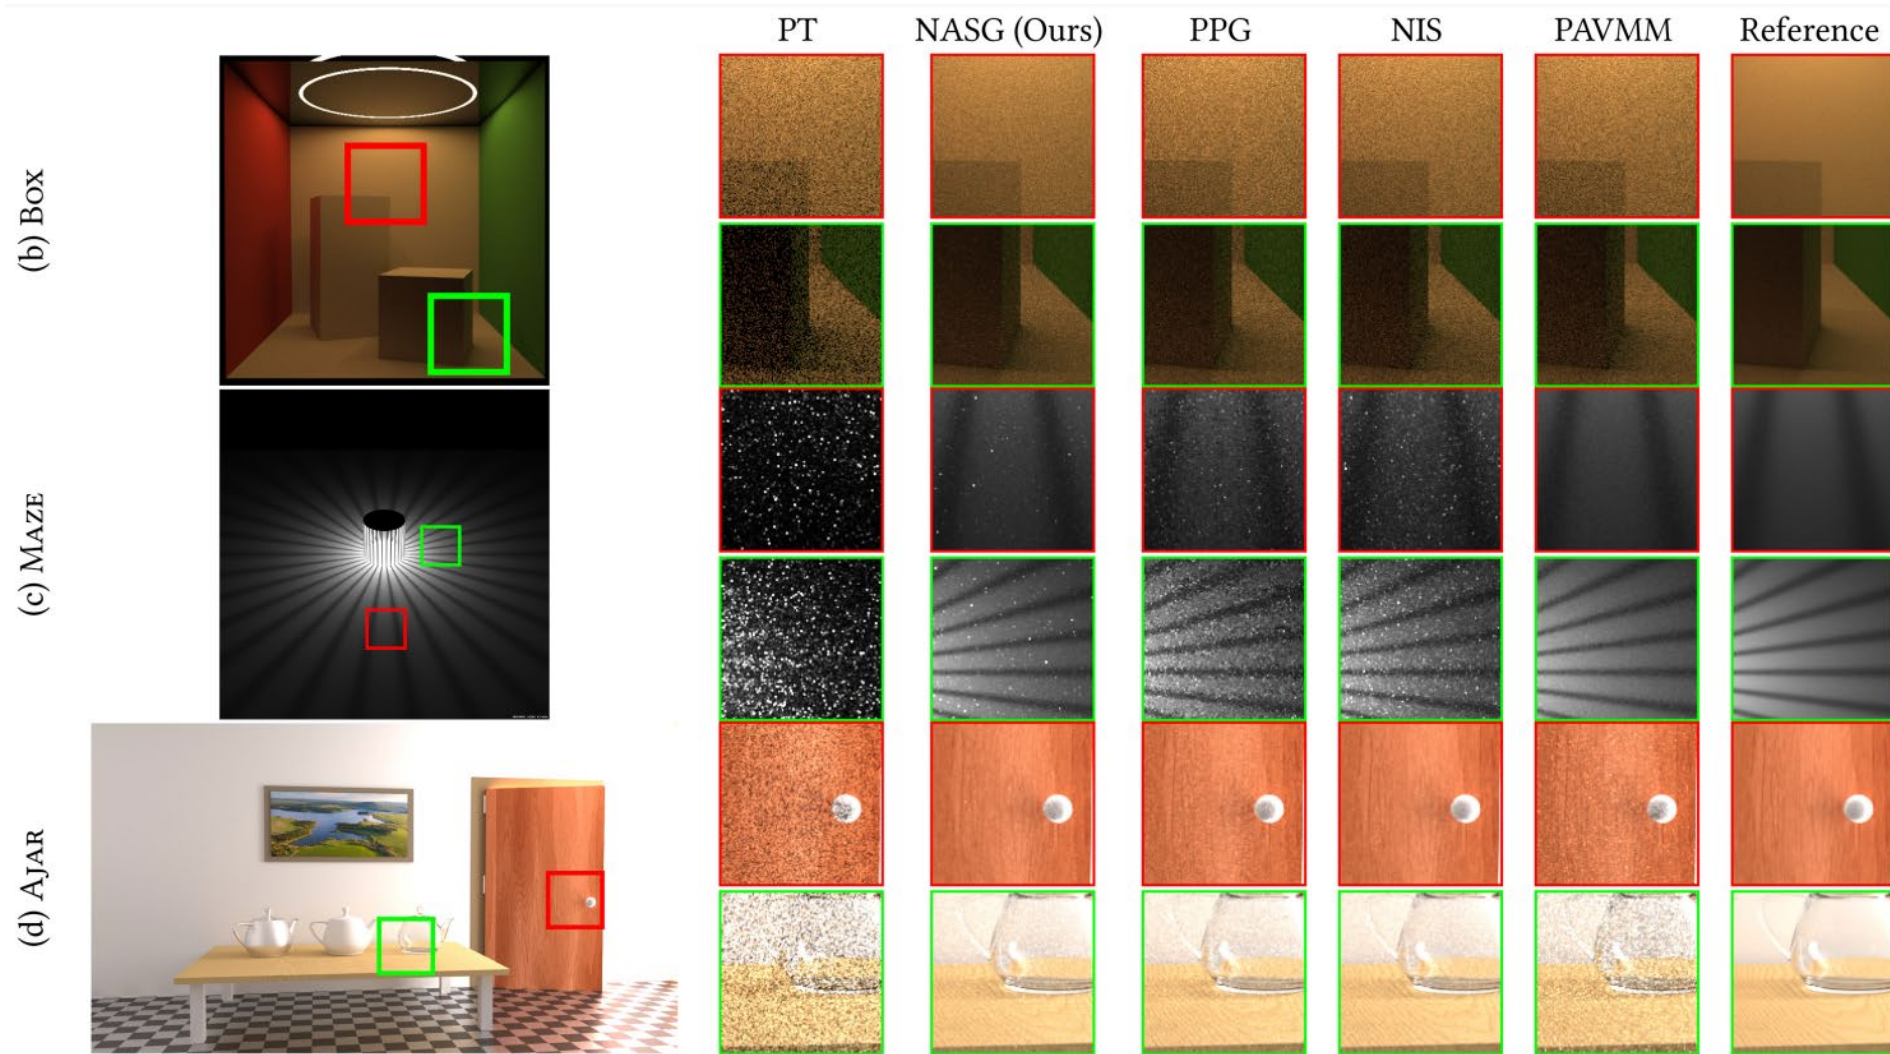 PT NASG (Ours) PPG NIS PAVMM Reference
(b) Box
(c) Maze
(d) Ajar